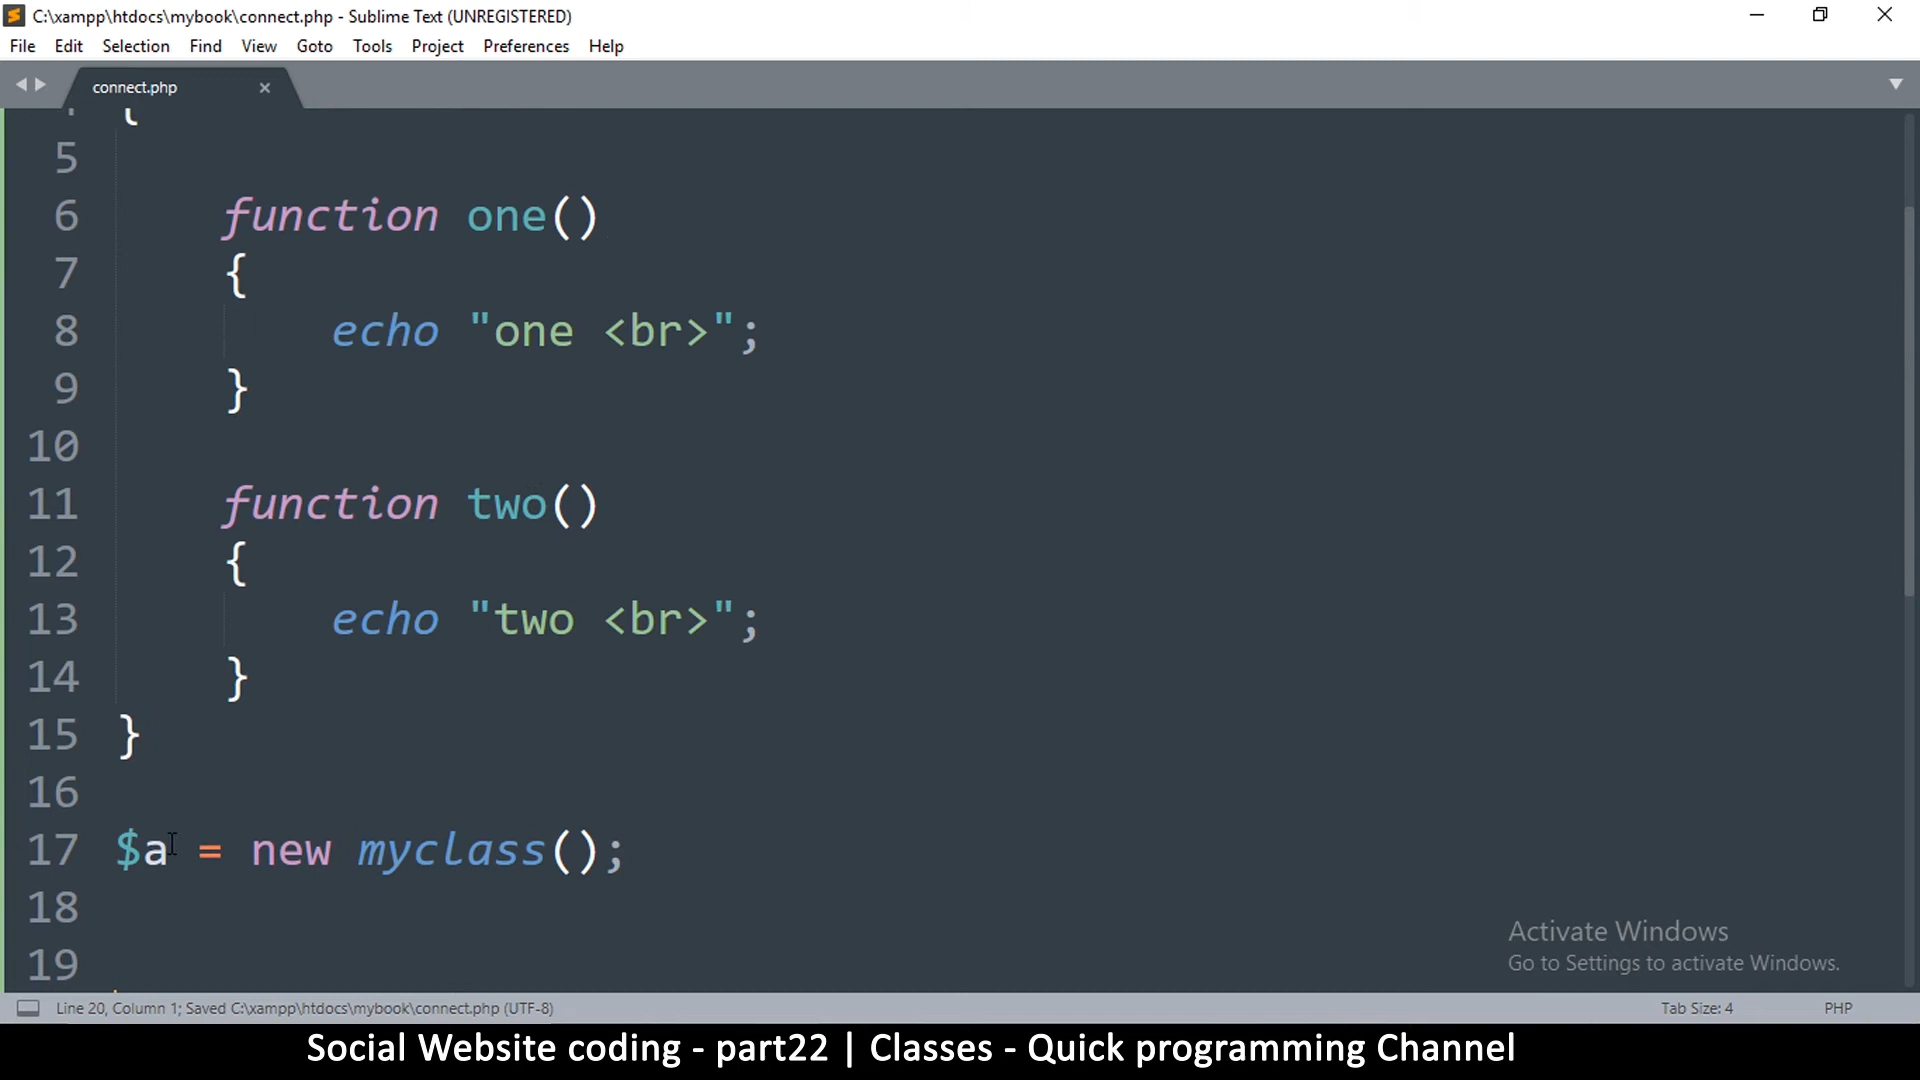 C:\xampp\htdocs\mybook\connect.php - Sublime Text (UNREGISTERED)
File Edit Selection Find View Goto Tools Project Preferences Help
connect.php
{
5
6 function one()
7 {
8 echo "one <br>";
9 }
10
11 function two()
12 {
13 echo "two <br>";
14 }
15 }
16
17 $a = new myclass();
18
19
Activate Windows
Go to Settings to activate Windows.
Line 20, Column 1; Saved C:\xampp\htdocs\mybook\connect.php (UTF-8) Tab Size: 4 PHP
Social Website coding - part22 | Classes - Quick programming Channel